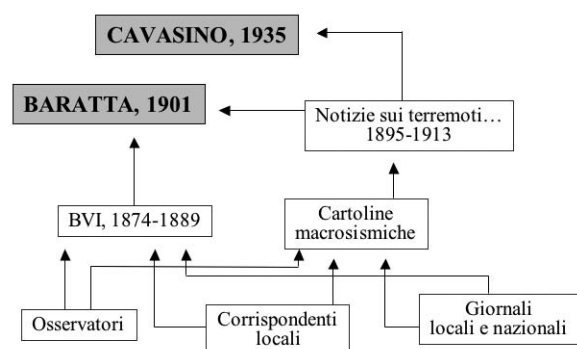 CAVASINO, 1935
BARATTA, 1901
Notizie sui terremoti…
1895-1913
BVI, 1874-1889
Cartoline
macrosismiche
Osservatori
Corrispondenti
locali
Giornali
locali e nazionali